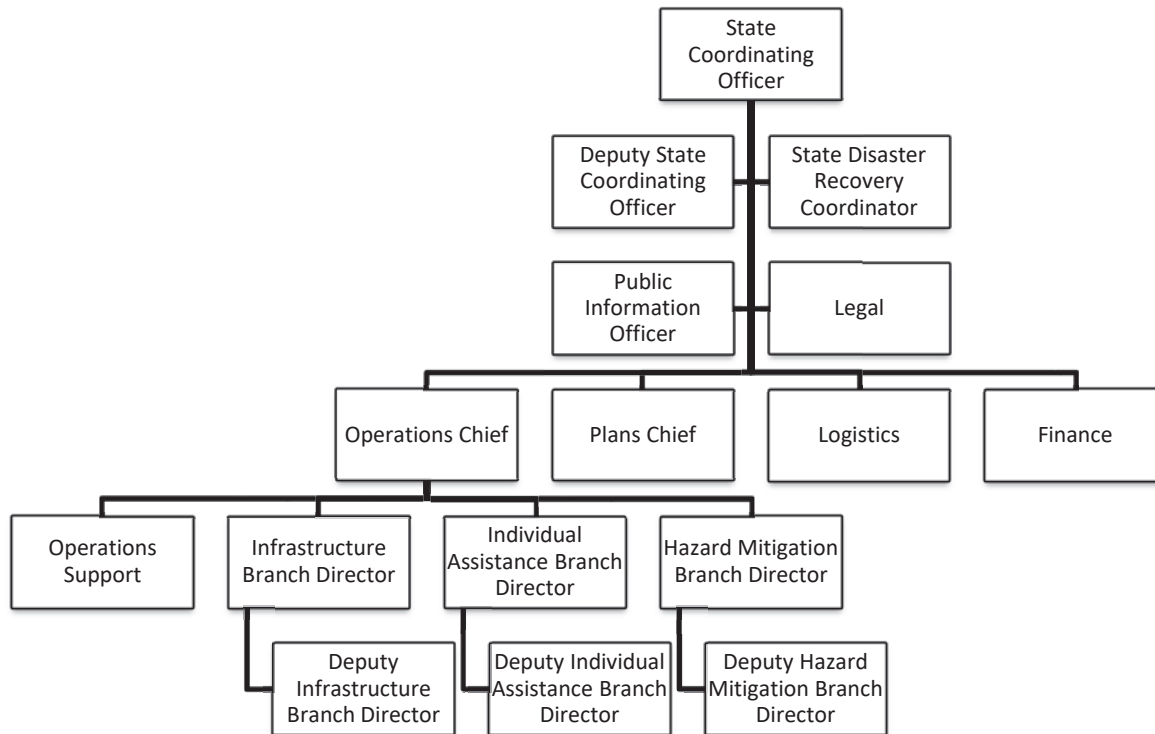 State
Coordinating
Officer
Deputy State
Coordinating
Officer
State Disaster
Recovery
Coordinator
Public
Information
Officer
Legal
Operations Chief
Plans Chief
Logistics
Finance
Operations
Support
Infrastructure
Branch Director
Individual
Assistance Branch
Director
Hazard Mitigation
Branch Director
Deputy
Infrastructure
Branch Director
Deputy Individual
Assistance Branch
Director
Deputy Hazard
Mitigation Branch
Director